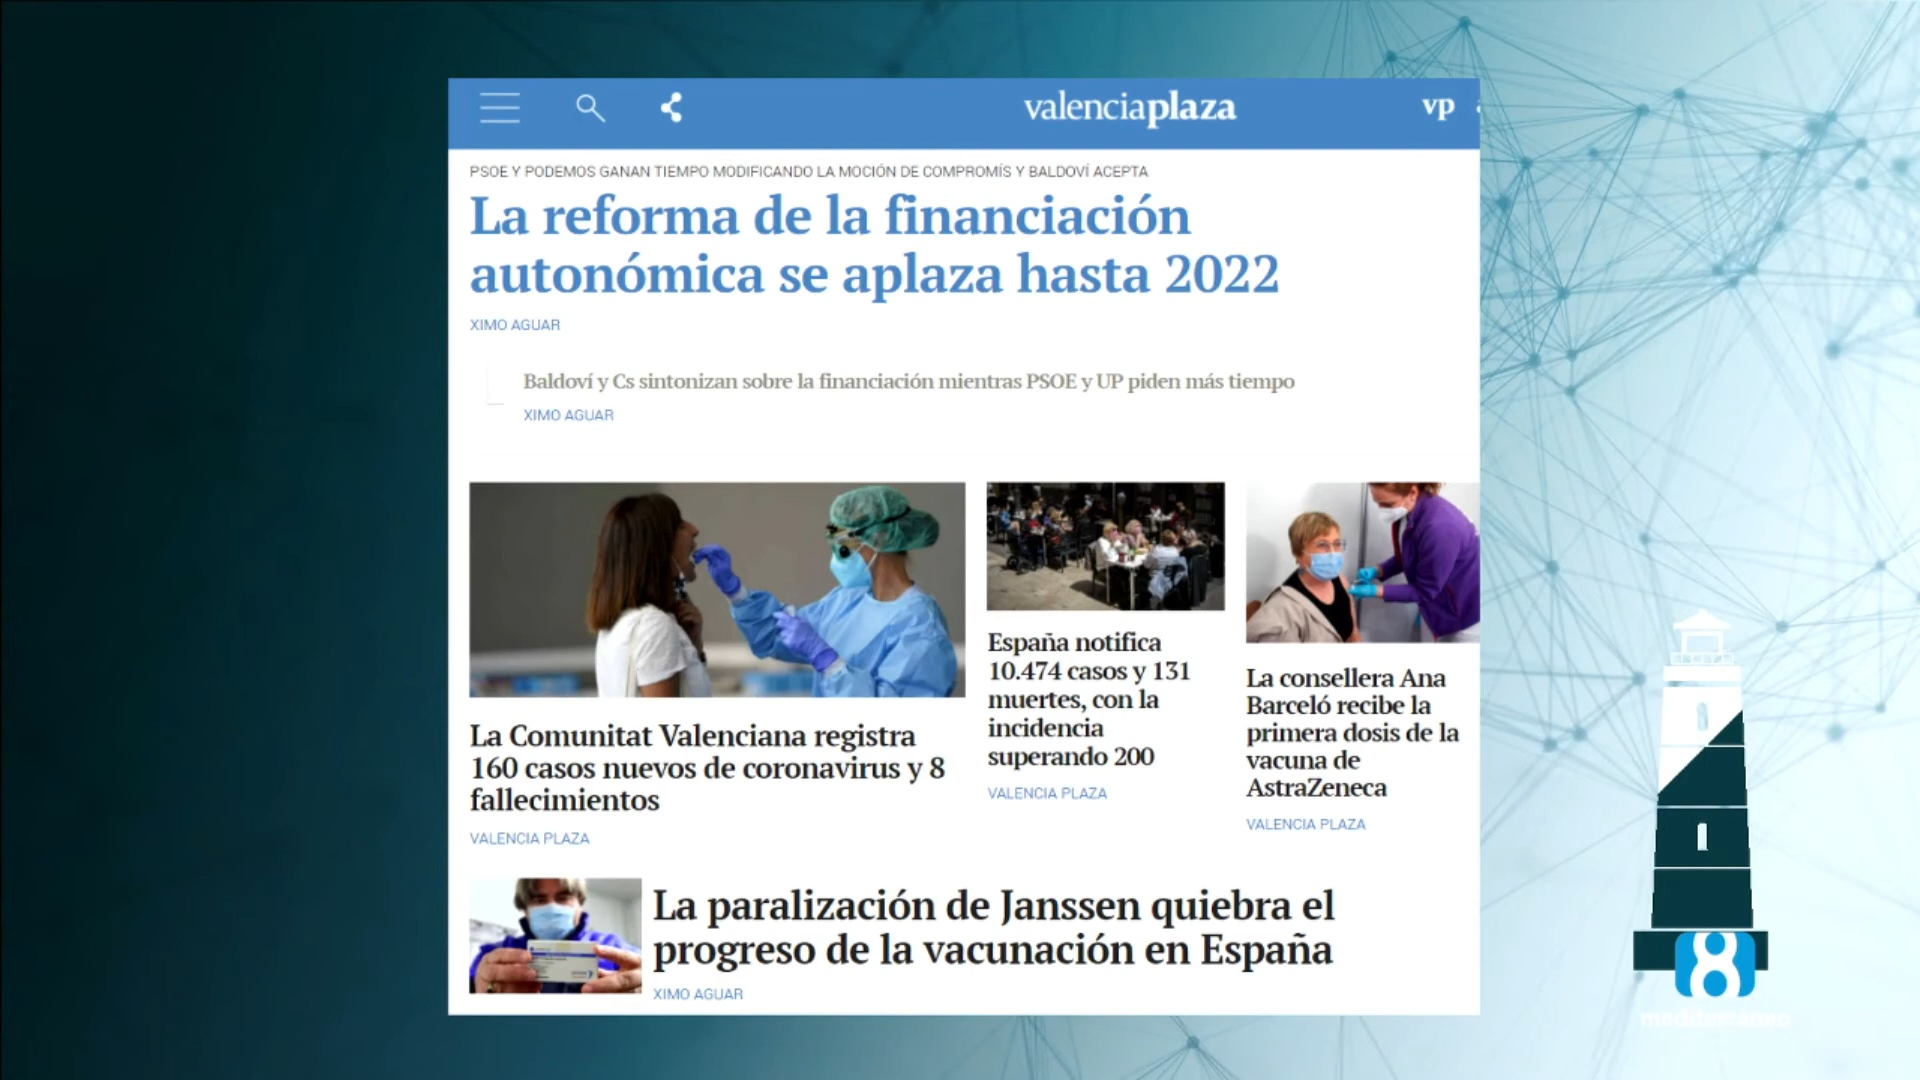 valenciaplaza
vp
PSOE Y PODEMOS GANAN TIEMPO MODIFICANDO LA MOCIÓN DE COMPROMÍS Y BALDOVÍ ACEPTA
La reforma de la financiación
autonómica se aplaza hasta 2022
XIMO AGUAR
Baldoví y Cs sintonizan sobre la financiación mientras PSOE y UP piden más tiempo
XIMO AGUAR
La Comunitat Valenciana registra
160 casos nuevos de coronavirus y 8
fallecimientos
VALENCIA PLAZA
España notifica
10.474 casos y 131
muertes, con la
incidencia
superando 200
VALENCIA PLAZA
La consellera Ana
Barceló recibe la
primera dosis de la
vacuna de
AstraZeneca
VALENCIA PLAZA
La paralización de Janssen quiebra el
progreso de la vacunación en España
XIMO AGUAR
8
mediterráneo